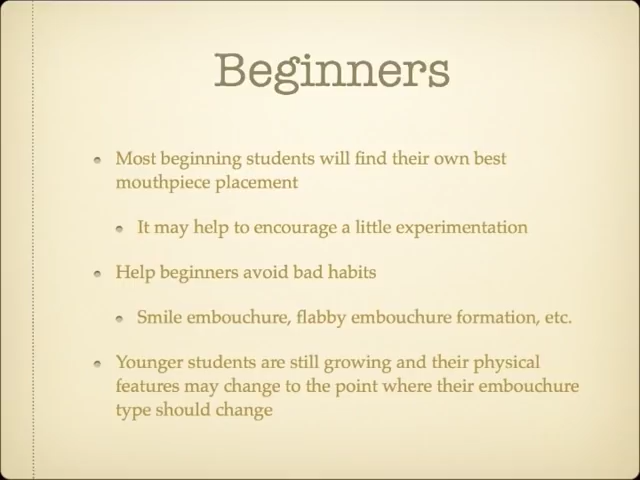 Beginners
Most beginning students will find their own best
mouthpiece placement
It may help to encourage a little experimentation
Help beginners avoid bad habits
Smile embouchure, flabby embouchure formation, etc.
Younger students are still growing and their physical
features may change to the point where their embouchure
type should change